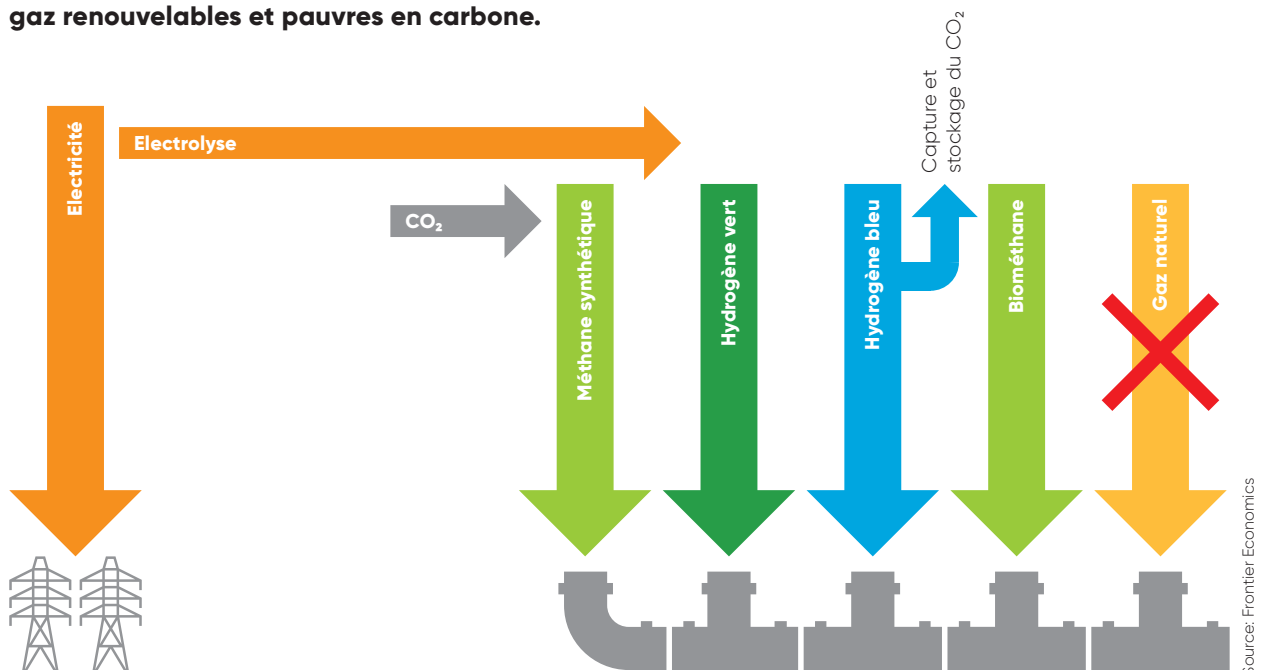 gaz renouvelables et pauvres en carbone.
Electricité
Electrolyse
CO₂
Méthane synthétique
Hydrogène vert
Hydrogène bleu
Capture et
stockage du CO₂
Biométhane
Gaz naturel
Source: Frontier Economics